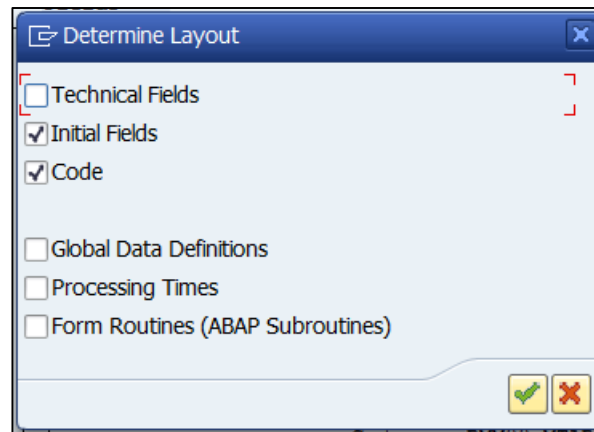 Determine Layout
Technical Fields
Initial Fields
Code
Global Data Definitions
Processing Times
Form Routines (ABAP Subroutines)